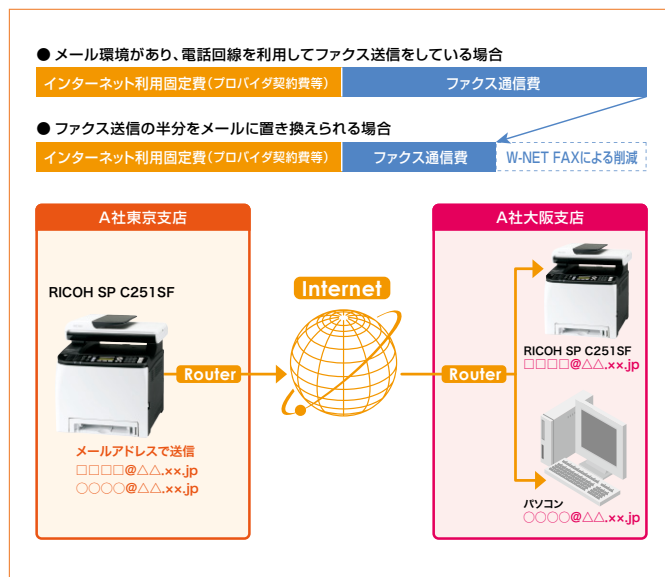 ● メール環境があり、電話回線を利用してファクス送信をしている場合
インターネット利用固定費(プロバイダ契約費等) ファクス通信費
● ファクス送信の半分をメールに置き換えられる場合
インターネット利用固定費(プロバイダ契約費等) ファクス通信費 W-NET FAXによる削減
A社東京支店
RICOH SP C251SF
Router
メールアドレスで送信
□□□□@△△.××.jp
○○○○@△△.××.jp
Internet
A社大阪支店
Router
RICOH SP C251SF
□□□□@△△.××.jp
パソコン
○○○○@△△.××.jp